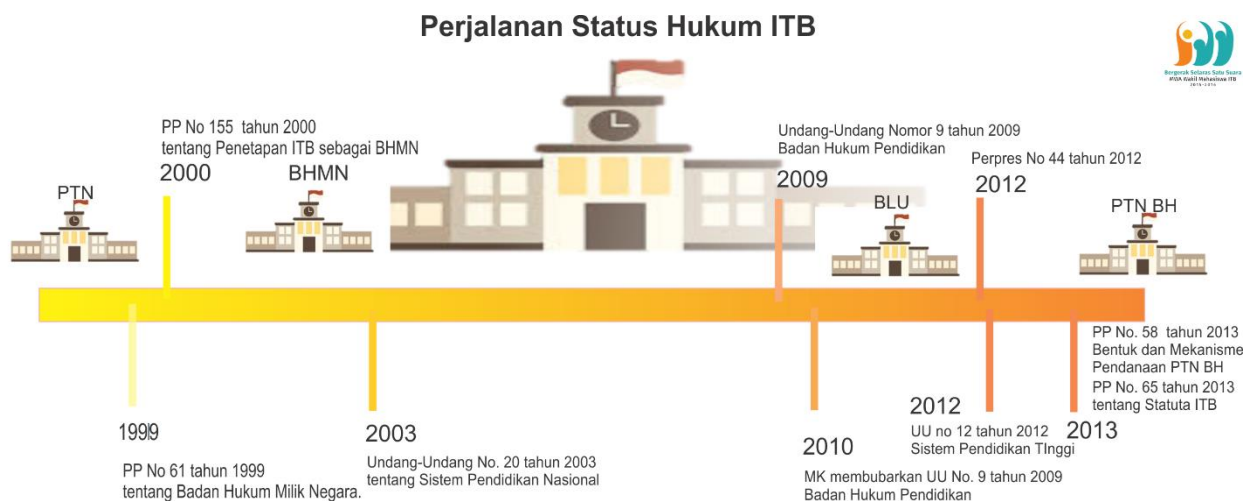 Perjalanan Status Hukum ITB
Bergerak Selaras Satu Suara
MWA Wakil Mahasiswa ITB
PP No 155 tahun 2000
tentang Penetapan ITB sebagai BHMN
2000
Undang-Undang Nomor 9 tahun 2009
Badan Hukum Pendidikan
2009
Perpres No 44 tahun 2012
2012
PTN
BHMN
BLU
PTN BH
1999
PP No 61 tahun 1999
tentang Badan Hukum Milik Negara.
2003
Undang-Undang No. 20 tahun 2003
tentang Sistem Pendidikan Nasional
2010
MK membubarkan UU No. 9 tahun 2009
Badan Hukum Pendidikan
2012
UU no 12 tahun 2012
Sistem Pendidikan TInggi
PP No. 58 tahun 2013
Bentuk dan Mekanisme
Pendanaan PTN BH
PP No. 65 tahun 2013
tentang Statuta ITB
2013